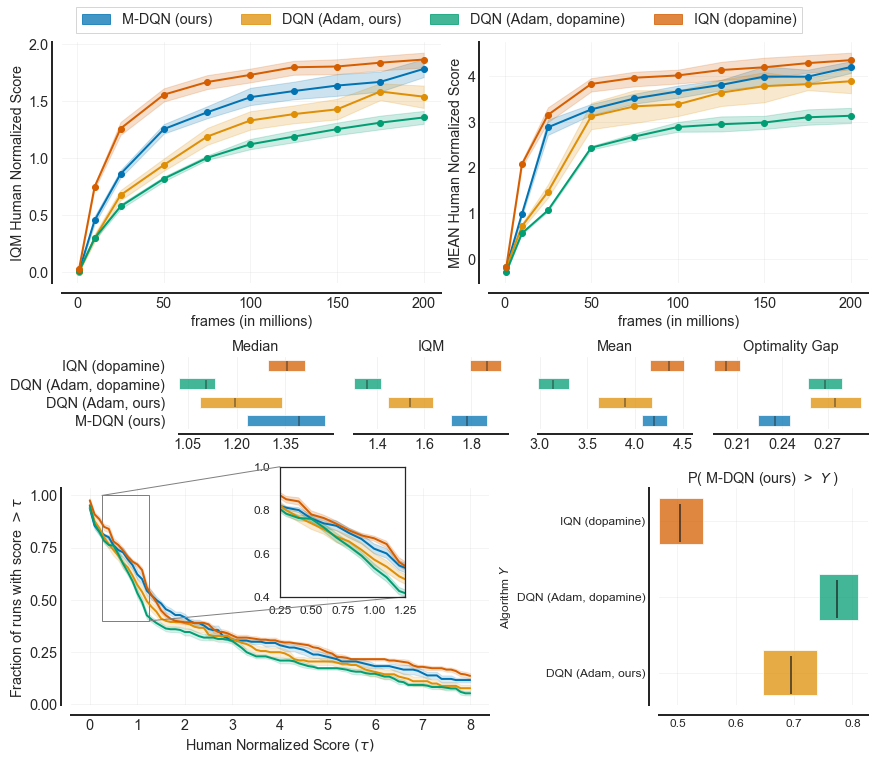 M-DQN (ours) DQN (Adam, ours) DQN (Adam, dopamine) IQN (dopamine)
IQM Human Normalized Score
2.0
1.5
1.0
0.5
0.0
0 50 100 150 200
frames (in millions)
MEAN Human Normalized Score
4
3
2
1
0
0 50 100 150 200
frames (in millions)
Median IQM Mean Optimality Gap
IQN (dopamine)
DQN (Adam, dopamine)
DQN (Adam, ours)
M-DQN (ours)
1.05 1.20 1.35 1.4 1.6 1.8 3.0 3.5 4.0 4.5 0.21 0.24 0.27
Fraction of runs with score > τ
1.00
0.75
0.50
0.25
0.00
1.0
0.8
0.6
0.4
0.25 0.50 0.75 1.00 1.25
0 1 2 3 4 5 6 7 8
Human Normalized Score (τ)
P( M-DQN (ours) > Y )
Algorithm Y
IQN (dopamine)
DQN (Adam, dopamine)
DQN (Adam, ours)
0.5 0.6 0.7 0.8